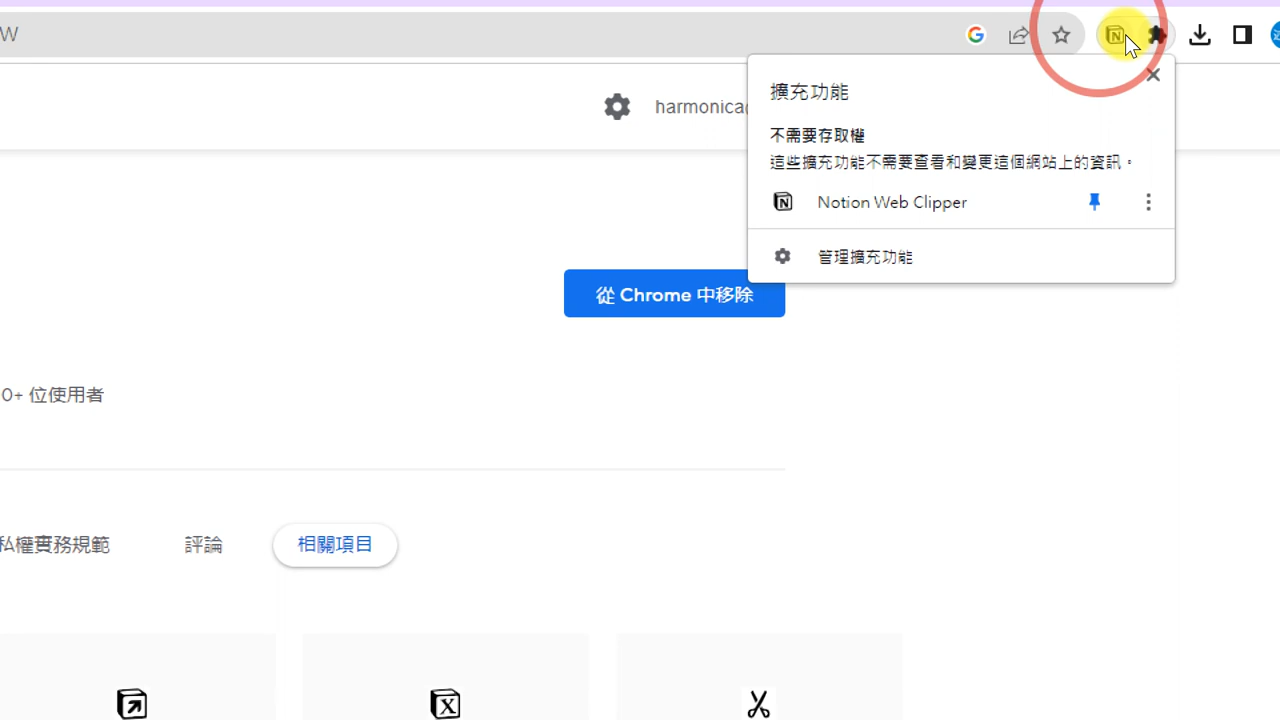 W
harmonica
擴充功能
不需要存取權
這些擴充功能不需要查看和變更這個網站上的資訊。
Notion Web Clipper
管理擴充功能
從 Chrome 中移除
0+ 位使用者
私權實務規範
評論
相關項目